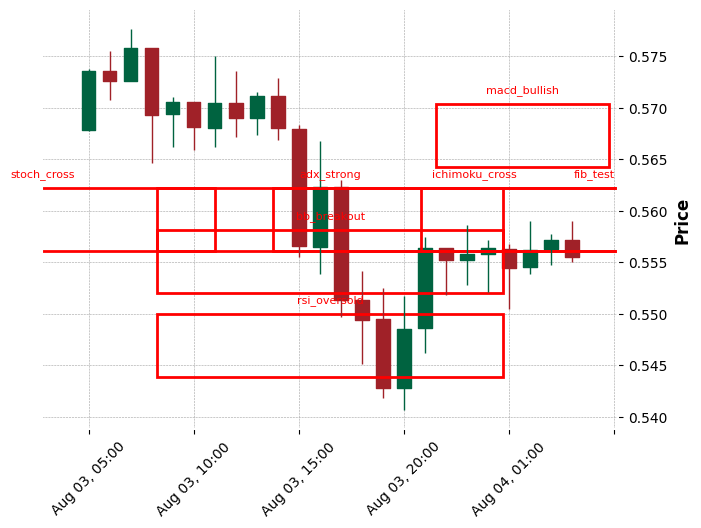 0.575
macd_bullish
0.570
0.565
stoch_cross
adx_strong
ichimoku_cross
fib_test
0.560
Price
0.555
rsi_oversold
0.550
0.545
0.540
Aug 03, 05:00
Aug 03, 10:00
Aug 03, 15:00
Aug 03, 20:00
Aug 04, 01:00